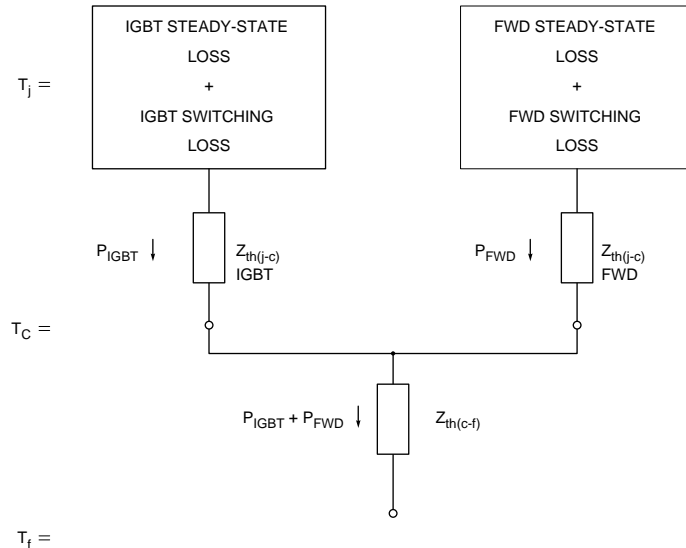 IGBT STEADY-STATE
LOSS
+
IGBT SWITCHING
LOSS
FWD STEADY-STATE
LOSS
+
FWD SWITCHING
LOSS
Tj =
PIGBT
Zth(j-c)
IGBT
PFWD
Zth(j-c)
FWD
TC =
PIGBT + PFWD
Zth(c-f)
Tf =